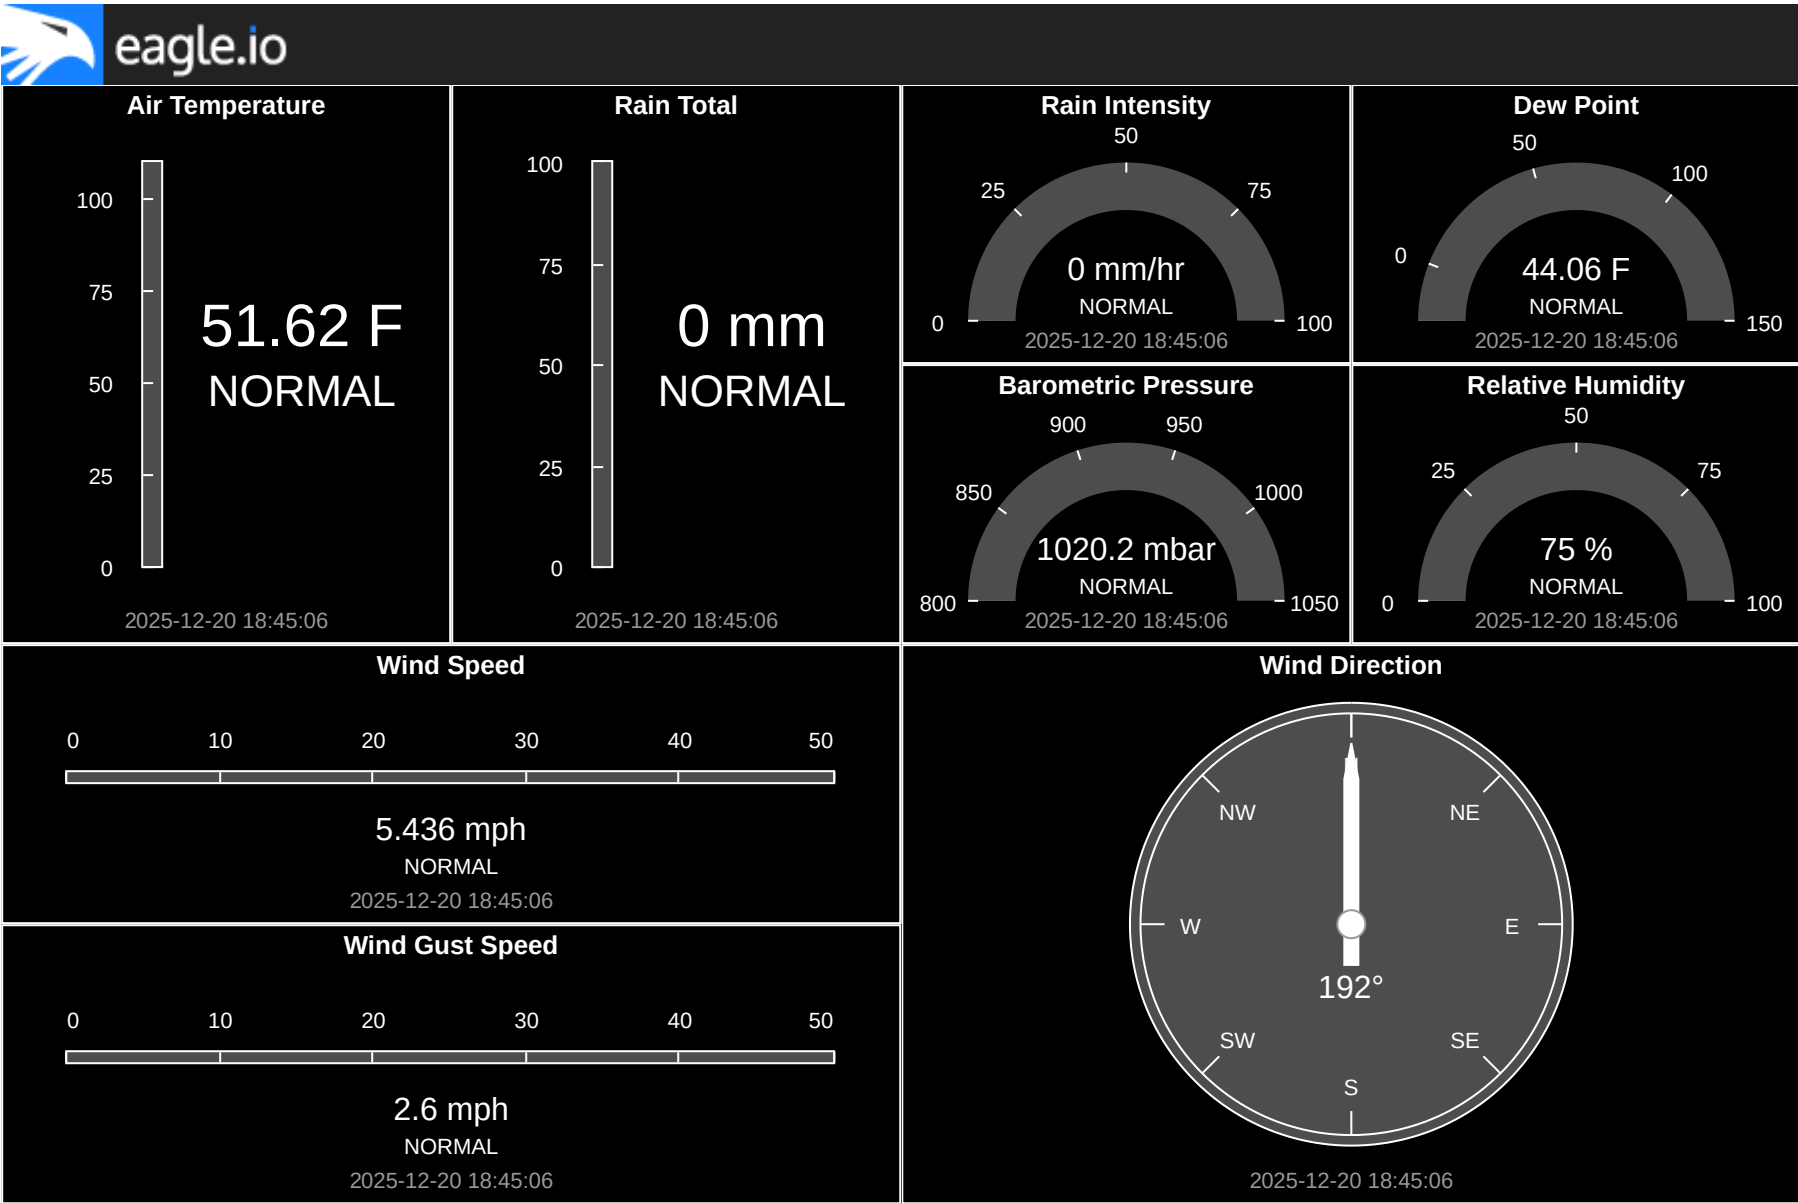 eagle.io
Air Temperature
100
75
50
25
0
51.62 F
NORMAL
2025-12-20 18:45:06
Rain Total
100
75
50
25
0
0 mm
NORMAL
2025-12-20 18:45:06
Rain Intensity
50
25 75
0 100
0 mm/hr
NORMAL
2025-12-20 18:45:06
Dew Point
50
100
0
150
44.06 F
NORMAL
2025-12-20 18:45:06
Barometric Pressure
900 950
850 1000
800 1050
1020.2 mbar
NORMAL
2025-12-20 18:45:06
Relative Humidity
50
25 75
0 100
75 %
NORMAL
2025-12-20 18:45:06
Wind Speed
0 10 20 30 40 50
5.436 mph
NORMAL
2025-12-20 18:45:06
Wind Gust Speed
0 10 20 30 40 50
2.6 mph
NORMAL
2025-12-20 18:45:06
Wind Direction
NW NE
W E
192°
SW SE
S
2025-12-20 18:45:06